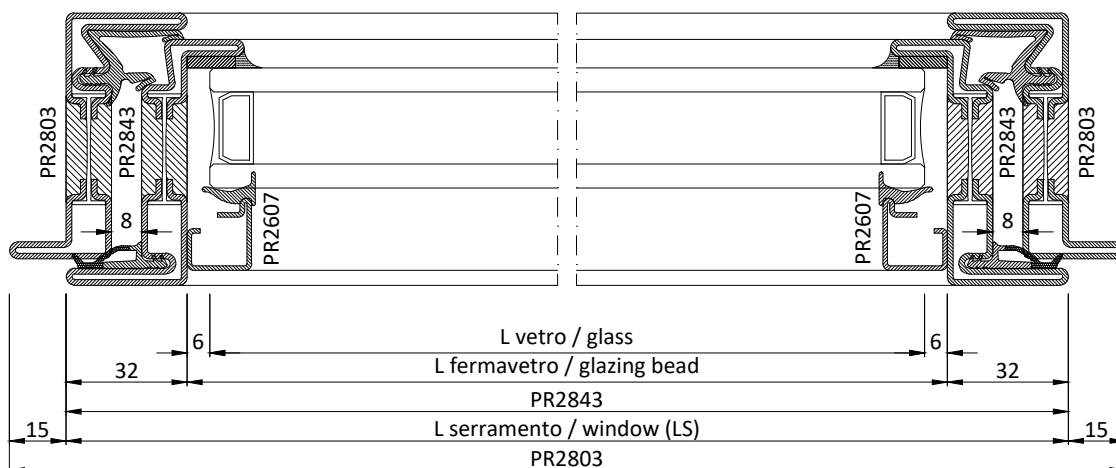 PR2803
PR2843
PR2843
PR2803
8
PR2607
PR2607
8
6
L vetro / glass
6
32
L fermavetro / glazing bead
32
PR2843
15
L serramento / window (LS)
15
PR2803